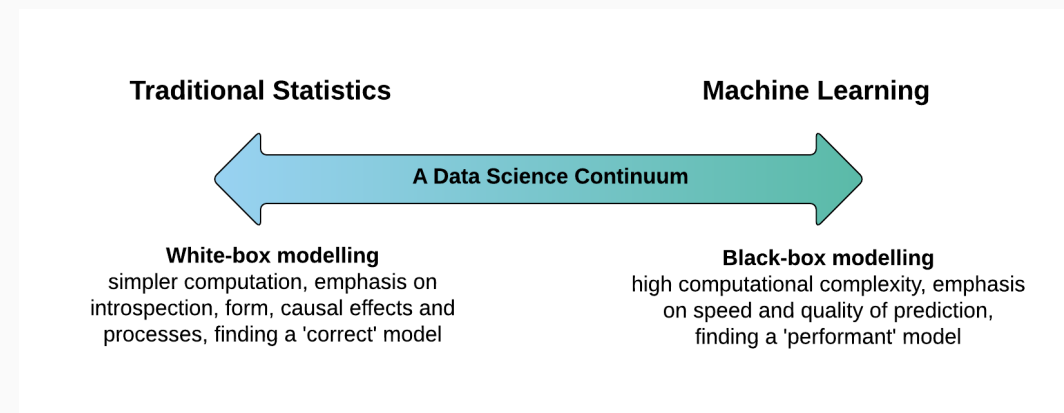 Traditional Statistics
Machine Learning
A Data Science Continuum
White-box modelling
simpler computation, emphasis on
introspection, form, causal effects and
processes, finding a 'correct' model
Black-box modelling
high computational complexity, emphasis
on speed and quality of prediction,
finding a 'performant' model